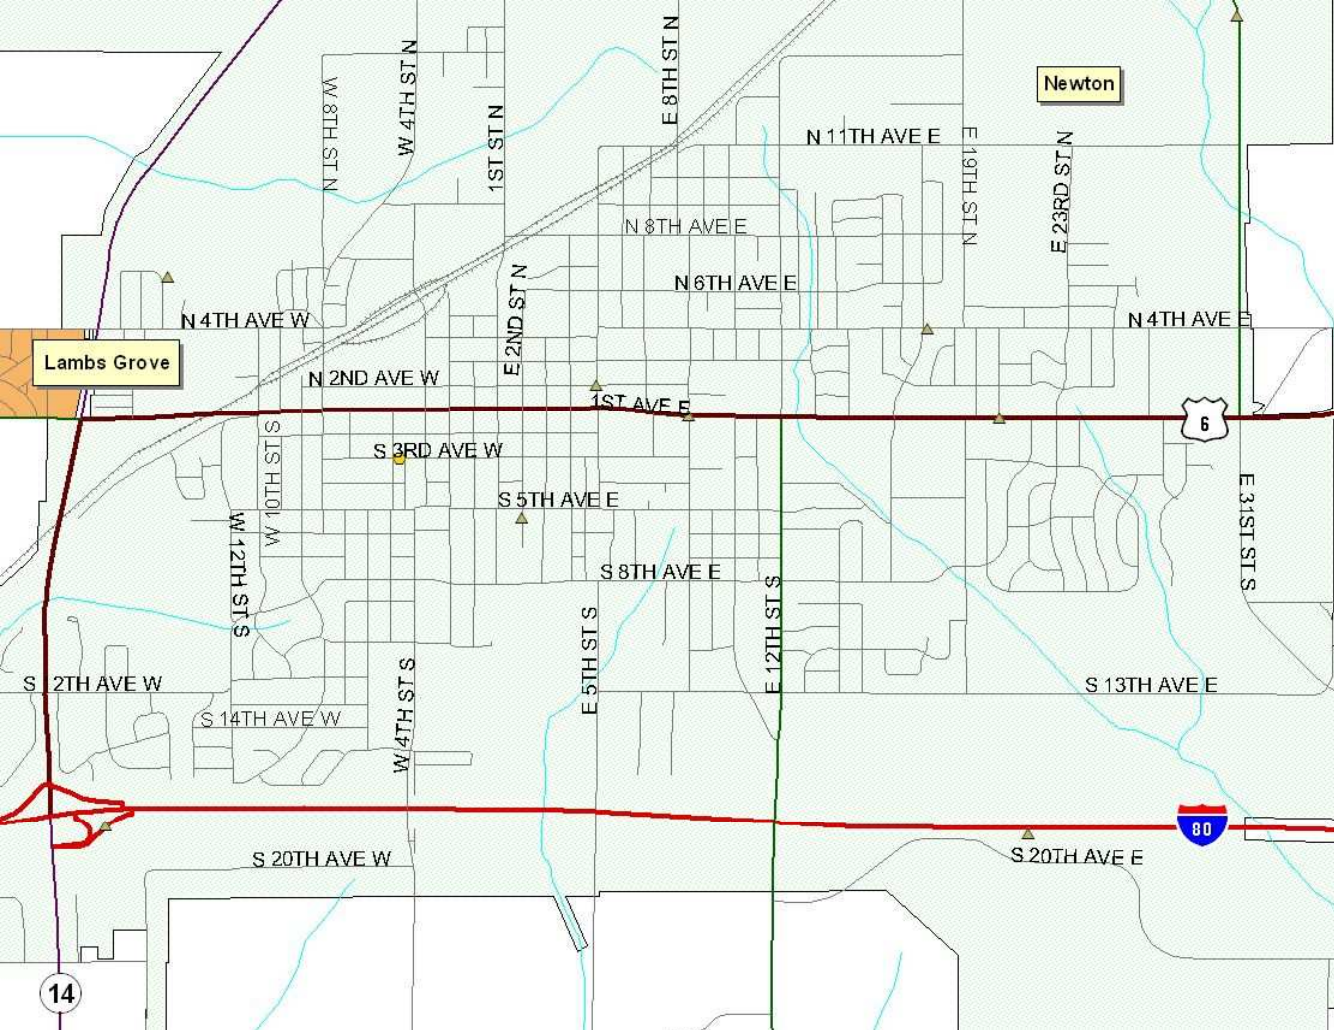 E 8TH ST N
W 4TH ST N
Newton
W 8TH ST N
1ST ST N
N 11TH AVE E
E 19TH ST N
E 23RD ST N
N 8TH AVE E
N 6TH AVE E
E 2ND ST N
N 4TH AVE W
N 4TH AVE E
Lambs Grove
N 2ND AVE W
1ST AVE E
6
S 3RD AVE W
W 10TH ST S
S 5TH AVE E
E 31ST ST S
W 12TH ST S
S 8TH AVE E
E 12TH ST S
E 5TH ST S
S 12TH AVE W
S 13TH AVE E
W 4TH ST S
S 14TH AVE W
80
S 20TH AVE W
S 20TH AVE E
14